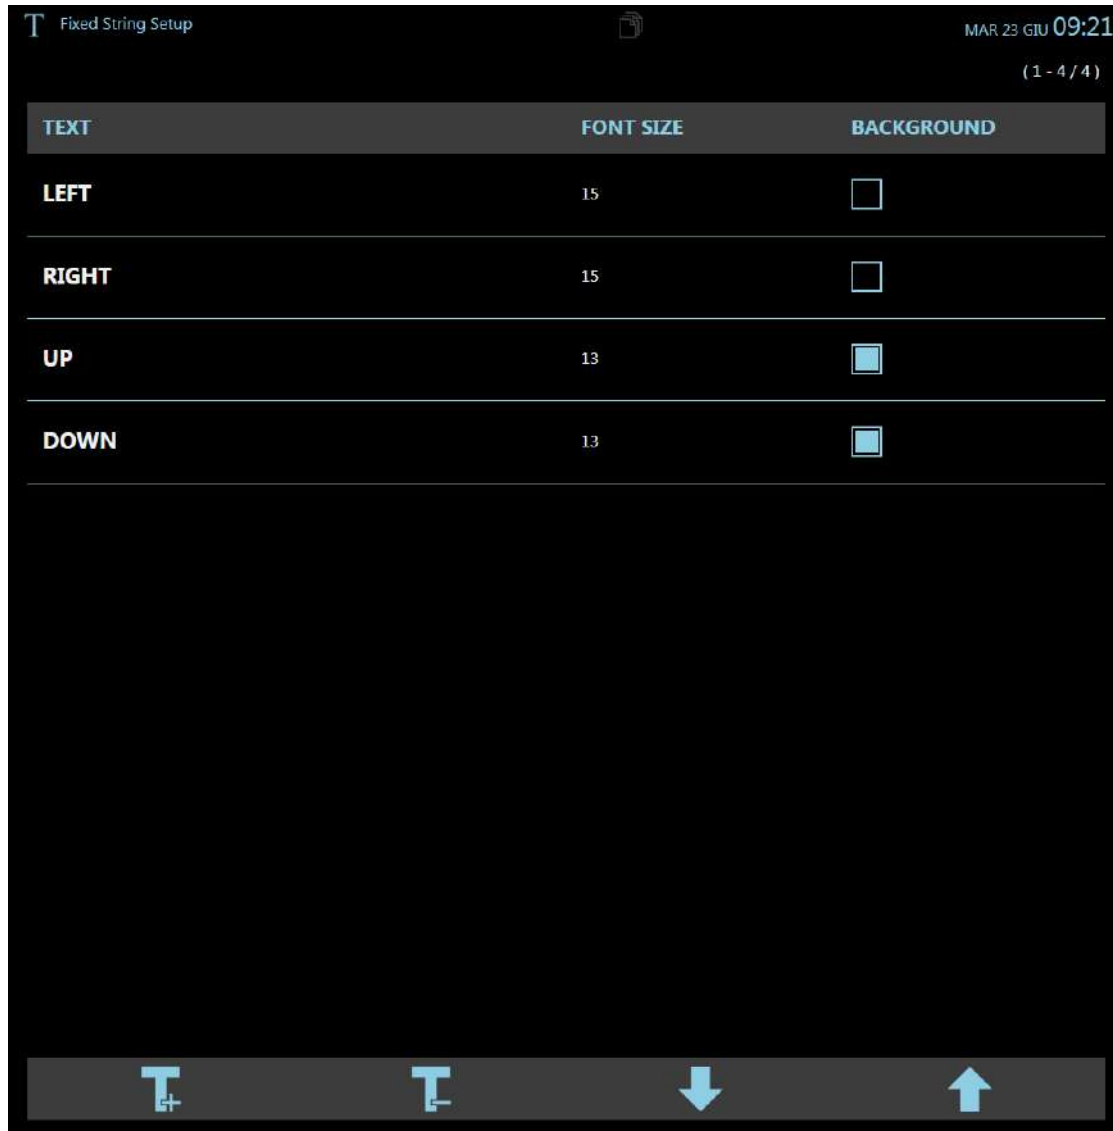 T Fixed String Setup MAR 23 GIU 09:21
(1-4/4)
TEXT FONT SIZE BACKGROUND
LEFT 15
RIGHT 15
UP 13
DOWN 13